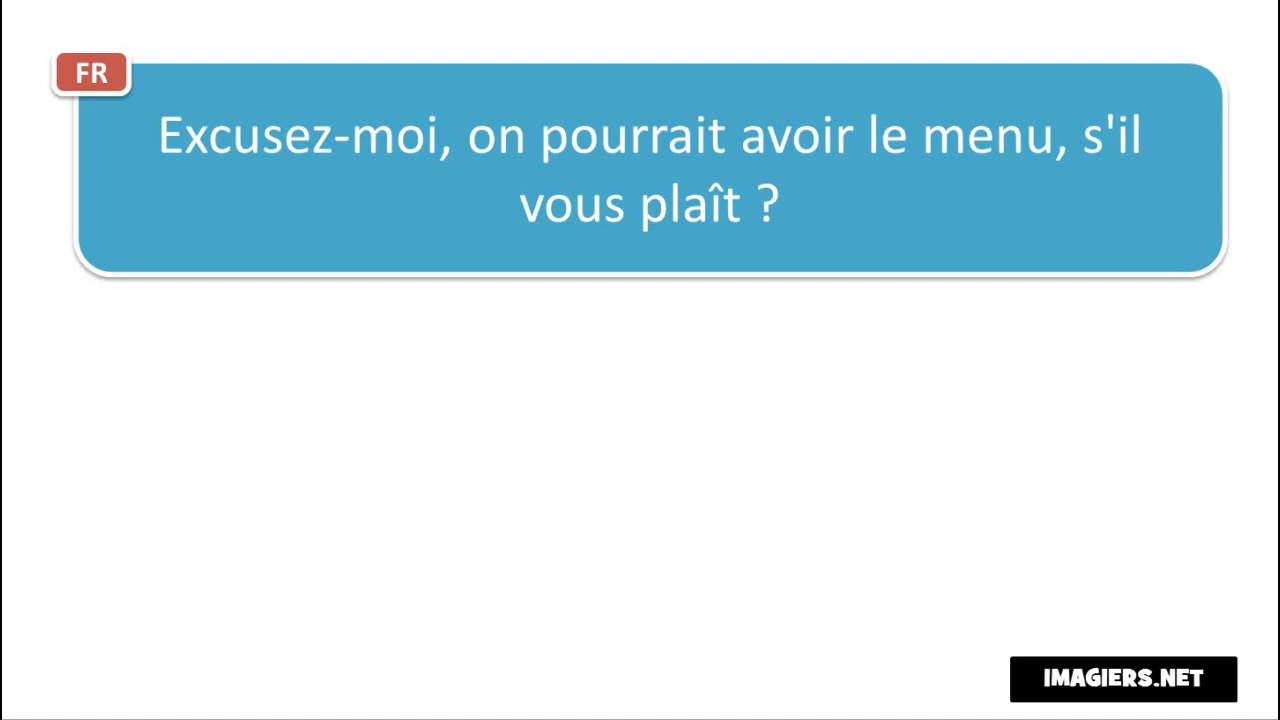 FR
Excusez-moi, on pourrait avoir le menu, s'il
vous plaît ?
IMAGIERS.NET